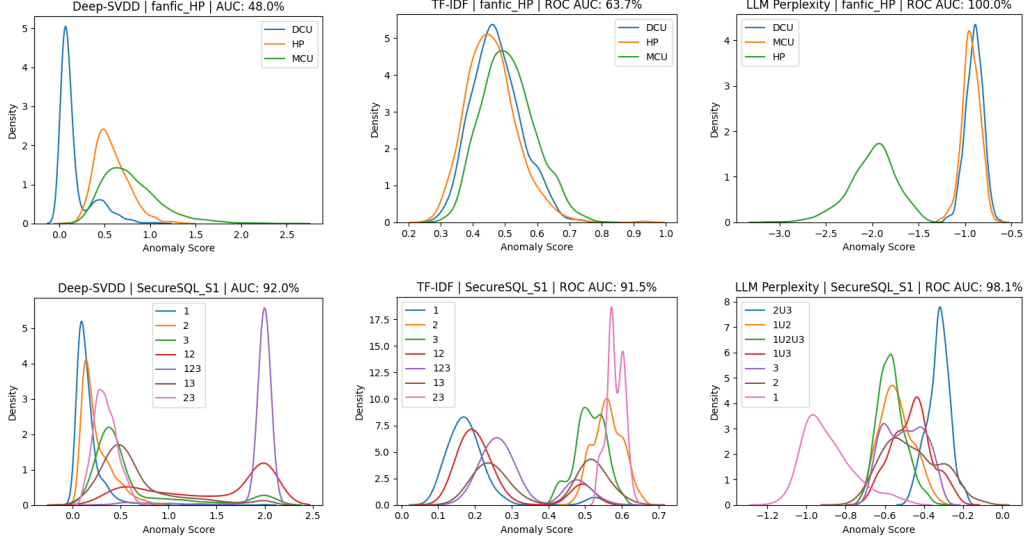 Deep-SVDD | fanfic_HP | AUC: 48.0%
DCU
HP
MCU
Density
5
4
3
2
1
0
0.0 0.5 1.0 1.5 2.0 2.5
Anomaly Score
TF-IDF | fanfic_HP | ROC AUC: 63.7%
DCU
HP
MCU
Density
5
4
3
2
1
0
0.2 0.3 0.4 0.5 0.6 0.7 0.8 0.9 1.0
Anomaly Score
LLM Perplexity | fanfic_HP | ROC AUC: 100.0%
DCU
MCU
HP
Density
4
3
2
1
0
−3.0 −2.5 −2.0 −1.5 −1.0 −0.5
Anomaly Score
Deep-SVDD | SecureSQL_S1 | AUC: 92.0%
1
2
3
12
123
13
23
Density
5
4
3
2
1
0
0.0 0.5 1.0 1.5 2.0 2.5
Anomaly Score
TF-IDF | SecureSQL_S1 | ROC AUC: 91.5%
1
2
3
12
123
13
23
Density
17.5
15.0
12.5
10.0
7.5
5.0
2.5
0.0
0.0 0.1 0.2 0.3 0.4 0.5 0.6 0.7
Anomaly Score
LLM Perplexity | SecureSQL_S1 | ROC AUC: 98.1%
2U3
1U2
1U2U3
1U3
3
2
1
Density
8
7
6
5
4
3
2
1
0
−1.2 −1.0 −0.8 −0.6 −0.4 −0.2 0.0
Anomaly Score